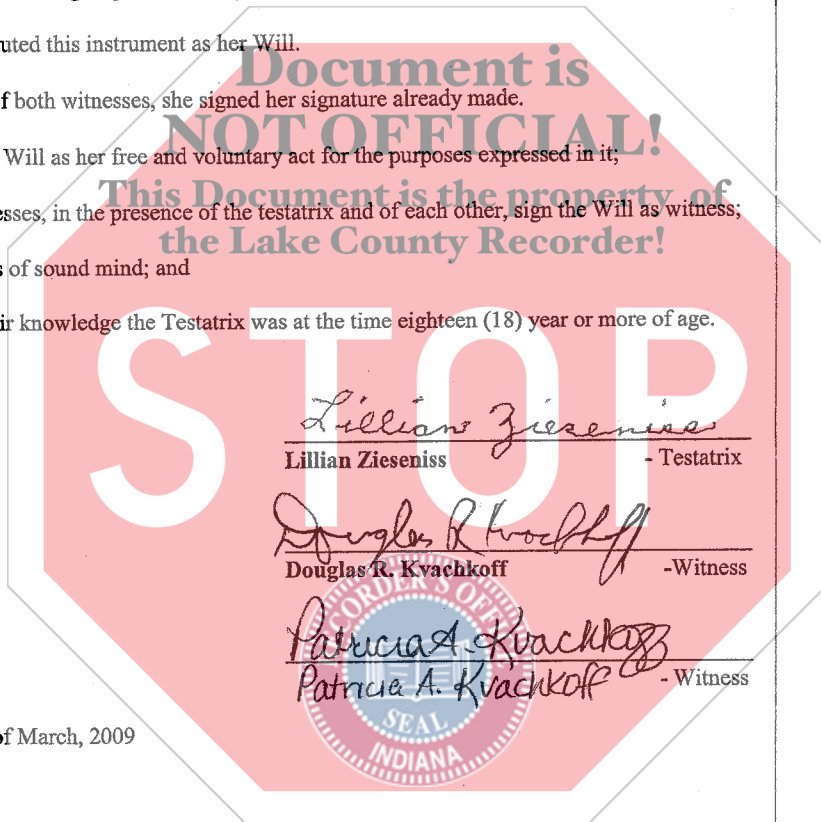 uted this instrument as her Will.
Document is
f both witnesses, she signed her signature already made.
NOT OFFICIAL!
Will as her free and voluntary act for the purposes expressed in it;
This Document is the property of
esses, in the presence of the testatrix and of each other, sign the Will as witness;
the Lake County Recorder!
s of sound mind; and
ir knowledge the Testatrix was at the time eighteen (18) year or more of age.
STOP
Lillian Zieseniss
Lillian Zieseniss - Testatrix
Douglas R Kvachkoff
Douglas R. Kvachkoff -Witness
RECORDER'S OFFICE
Patricia A. Kvachkoff
Patricia A. Kvachkoff - Witness
SEAL
INDIANA
of March, 2009